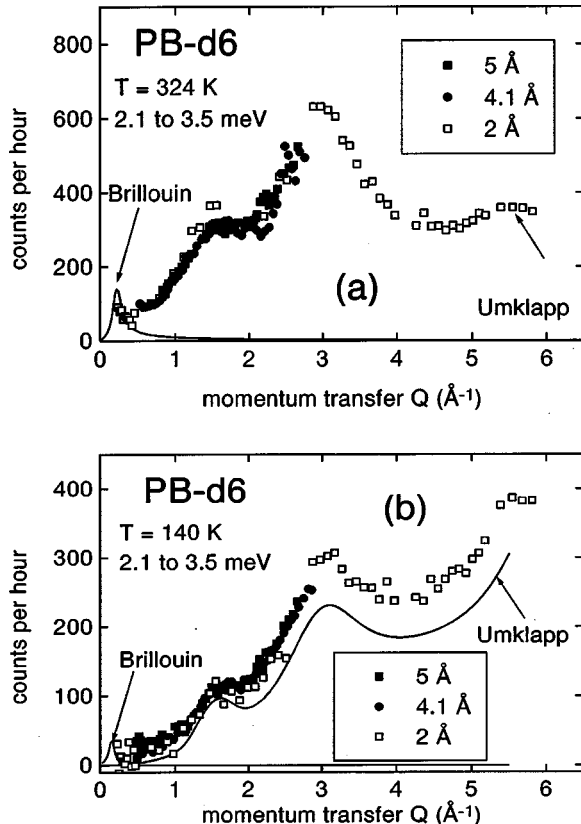 800
600
400
200
0
counts per hour
PB-d6
T = 324 K
2.1 to 3.5 meV
5 Å
4.1 Å
2 Å
Brillouin
(a)
Umklapp
0 1 2 3 4 5 6
momentum transfer Q (Å-1)
400
300
200
100
0
counts per hour
PB-d6
T = 140 K
2.1 to 3.5 meV
(b)
Brillouin
Umklapp
5 Å
4.1 Å
2 Å
0 1 2 3 4 5 6
momentum transfer Q (Å-1)